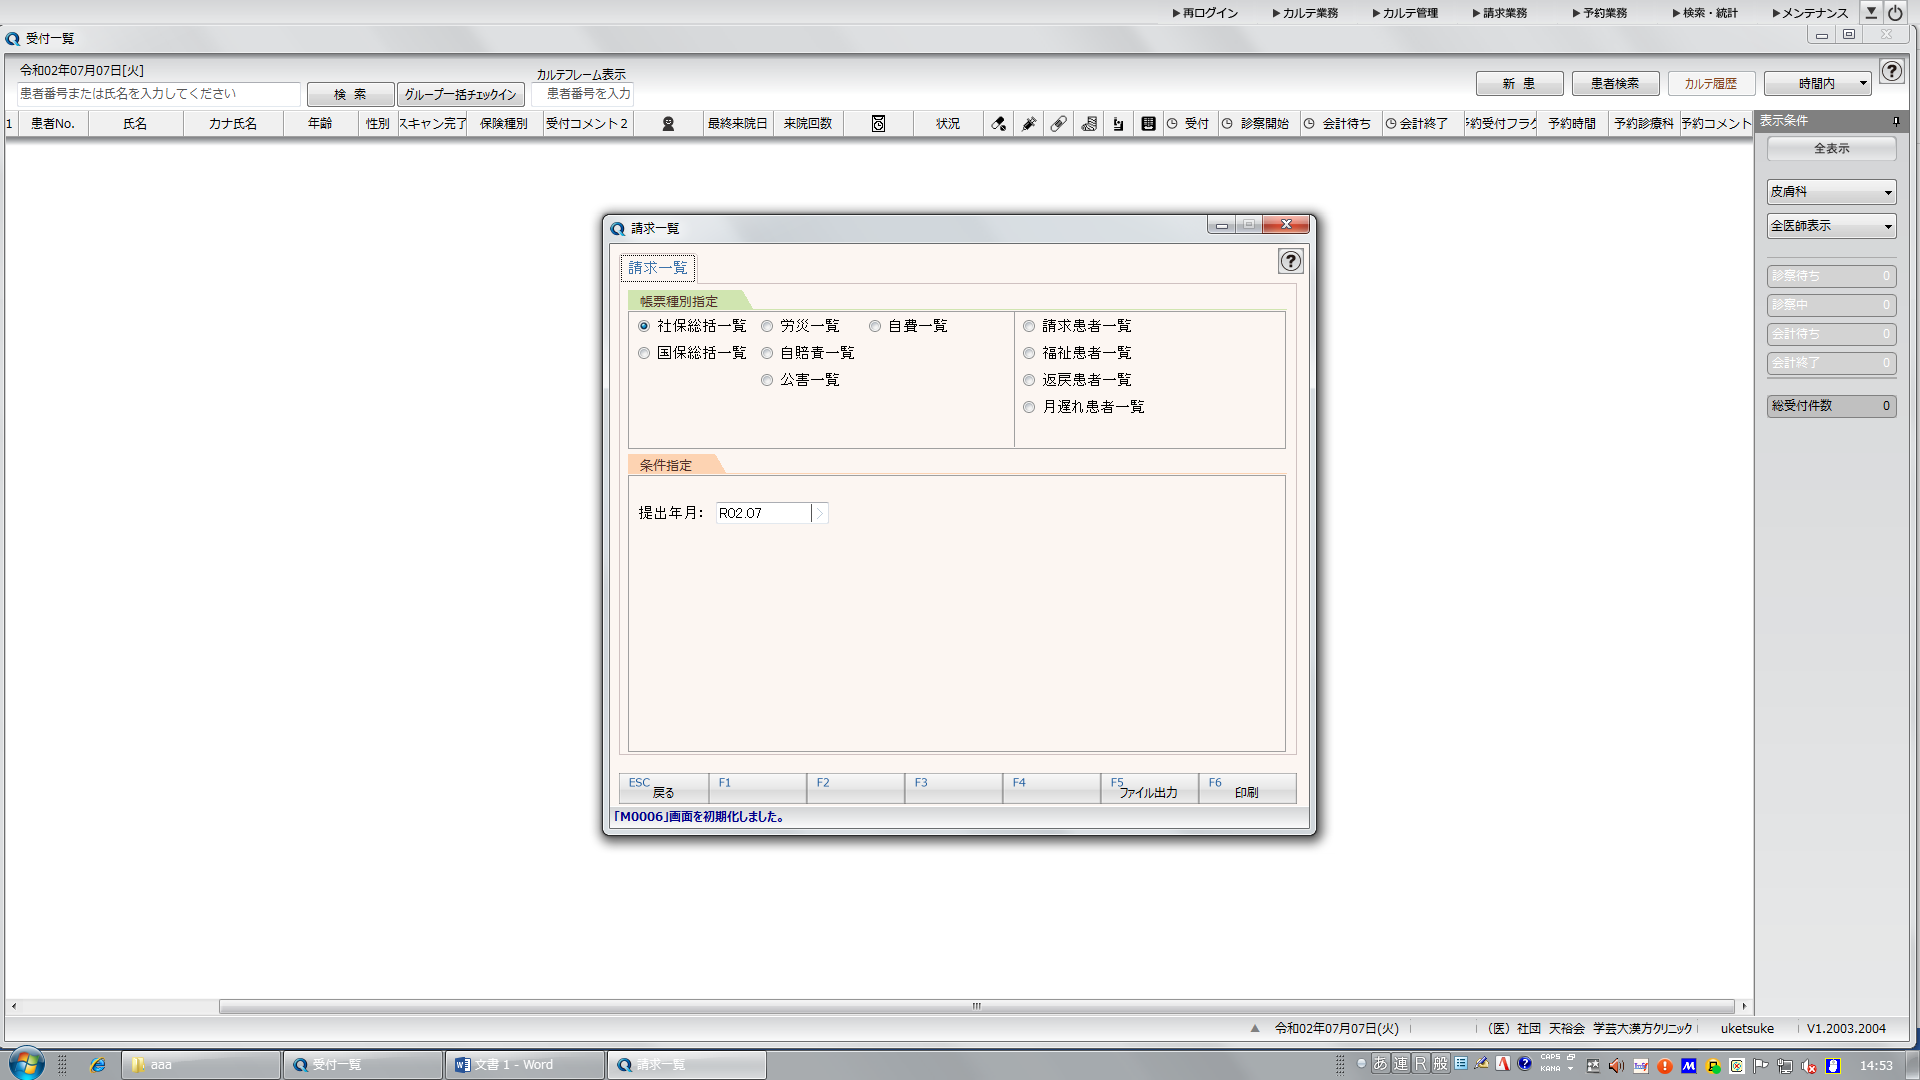 ▶再ログイン ▶カルテ業務 ▶カルテ管理 ▶請求業務 ▶予約業務 ▶検索・統計 ▶メンテナンス
受付一覧
令和02年07月07日[火]
患者番号または氏名を入力してください
検 索
グループ一括チェックイン
カルテフレーム表示
患者番号を入力
新 患
患者検索
カルテ履歴
時間内
?
1 患者No. 氏名 カナ氏名 年齢 性別 スキャン完了 保険種別 受付コメント2 最終来院日 来院回数 状況 受付 診察開始 会計待ち 会計終了 予約受付フラグ 予約時間 予約診療科 予約コメント
表示条件
全表示
皮膚科
全医師表示
診察待ち 0
診察中 0
会計待ち 0
会計終了 0
総受付件数 0
請求一覧
請求一覧
?
帳票種別指定
社保総括一覧 労災一覧 自費一覧 請求患者一覧
国保総括一覧 自賠責一覧 福祉患者一覧
公害一覧 返戻患者一覧
月遅れ患者一覧
条件指定
提出年月: R02.07
ESC 戻る F1 F2 F3 F4 F5 ファイル出力 F6 印刷
「M0006」画面を初期化しました。
▲ 令和02年07月07日(火) (医)社団 天裕会 学芸大漢方クリニック uketsuke V1.2003.2004
aaa 受付一覧 文書 1 - Word 請求一覧
あ 連 R 般 CAPS KANA 14:53